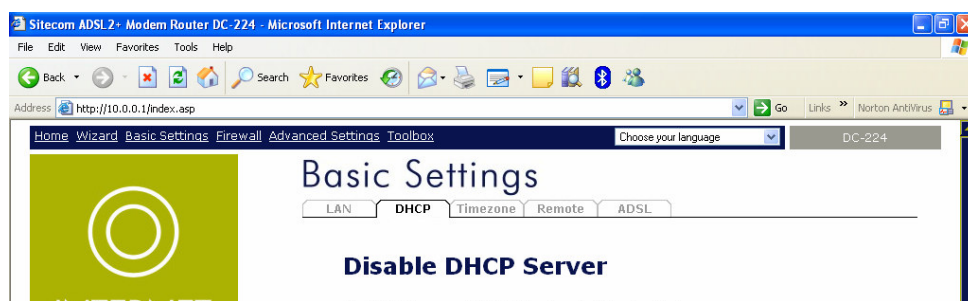 Sitecom ADSL2+ Modem Router DC-224 - Microsoft Internet Explorer
File Edit View Favorites Tools Help
Back Search Favorites
Address http://10.0.0.1/index.asp Go Links » Norton AntiVirus
Home Wizard Basic Settings Firewall Advanced Settings Toolbox Choose your language DC-224
Basic Settings
LAN DHCP Timezone Remote ADSL
Disable DHCP Server